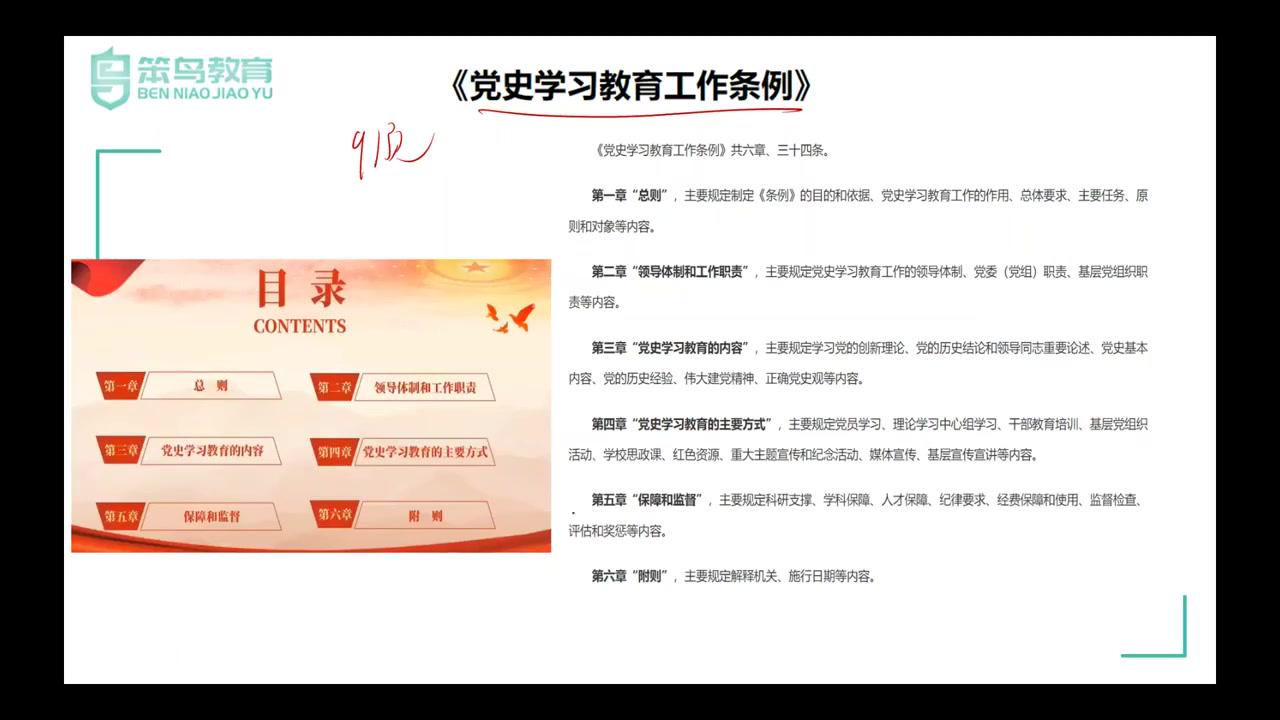 笨鸟教育
BEN NIAO JIAO YU
《党史学习教育工作条例》
91页
《党史学习教育工作条例》共六章、三十四条。
第一章“总则”，主要规定制定《条例》的目的和依据、党史学习教育工作的作用、总体要求、主要任务、原
则和对象等内容。
第二章“领导体制和工作职责”，主要规定党史学习教育工作的领导体制、党委（党组）职责、基层党组织职
责等内容。
第三章“党史学习教育的内容”，主要规定学习党的创新理论、党的历史结论和领导同志重要论述、党史基本
内容、党的历史经验、伟大建党精神、正确党史观等内容。
第四章“党史学习教育的主要方式”，主要规定党员学习、理论学习中心组学习、干部教育培训、基层党组织
活动、学校思政课、红色资源、重大主题宣传和纪念活动、媒体宣传、基层宣传宣讲等内容。
第五章“保障和监督”，主要规定科研支撑、学科保障、人才保障、纪律要求、经费保障和使用、监督检查、
评估和奖惩等内容。
第六章“附则”，主要规定解释机关、施行日期等内容。
目 录
CONTENTS
第一章 总 则
第二章 领导体制和工作职责
第三章 党史学习教育的内容
第四章 党史学习教育的主要方式
第五章 保障和监督
第六章 附 则